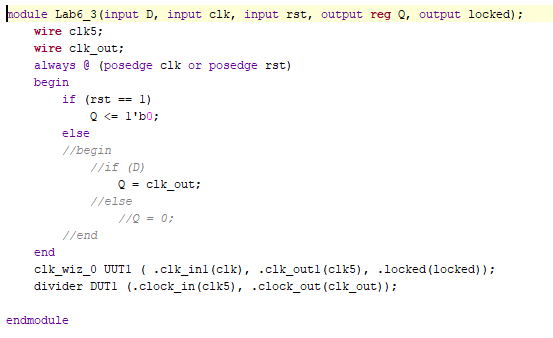 module Lab6_3(input D, input clk, input rst, output reg Q, output locked);
    wire clk5;
    wire clk_out;
    always @ (posedge clk or posedge rst)
    begin
        if (rst == 1)
            Q <= 1'b0;
        else
        //begin
            //if (D)
                Q = clk_out;
            //else
                //Q = 0;
        //end
    end
    clk_wiz_0 UUT1 ( .clk_in1(clk), .clk_out1(clk5), .locked(locked));
    divider DUT1 (.clock_in(clk5), .clock_out(clk_out));
endmodule